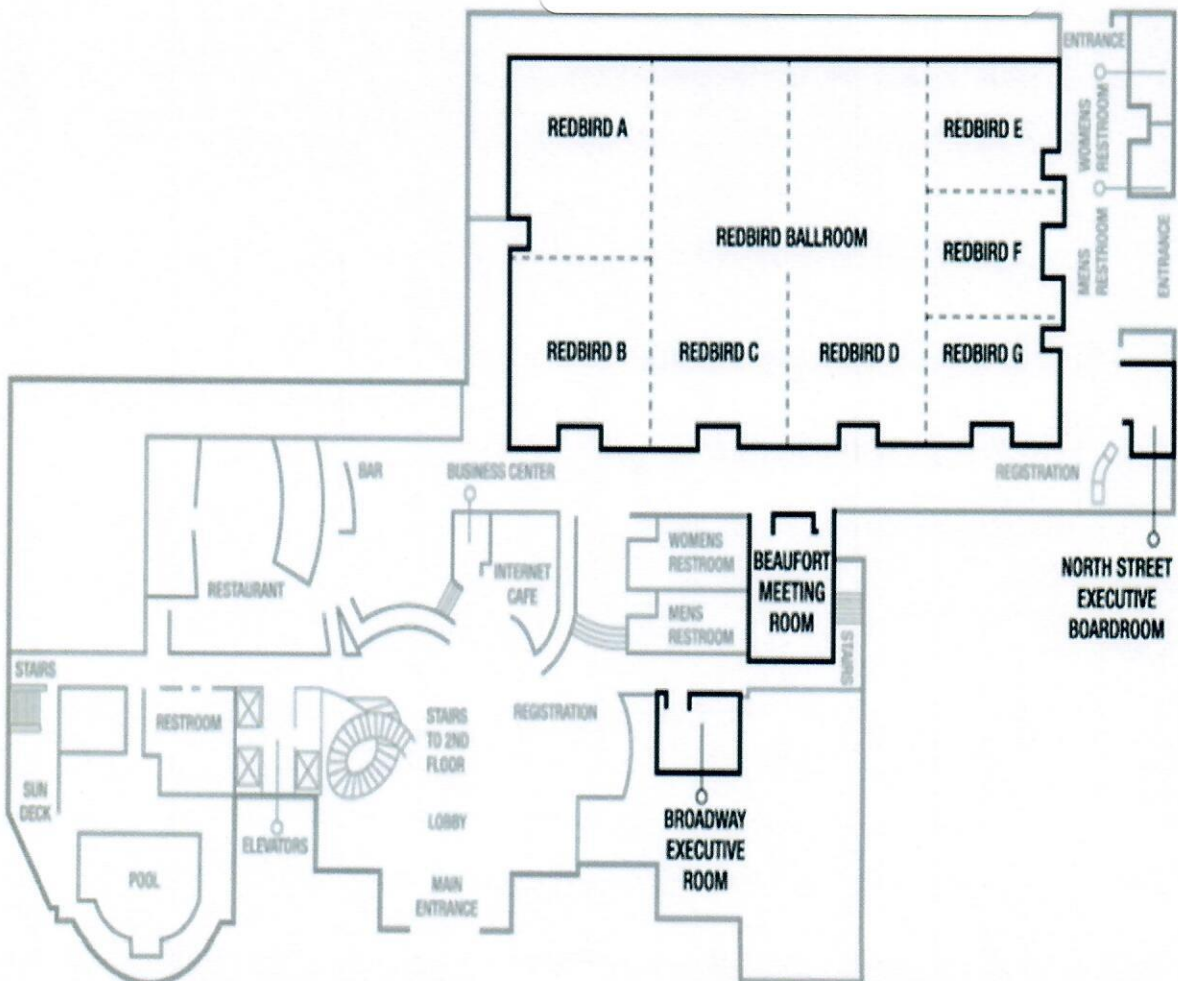 ENTRANCE
WOMENS
RESTROOM
MENS
RESTROOM
ENTRANCE
REDBIRD A
REDBIRD E
REDBIRD BALLROOM
REDBIRD F
REDBIRD B
REDBIRD C
REDBIRD D
REDBIRD G
BAR
BUSINESS CENTER
REGISTRATION
RESTAURANT
INTERNET
CAFE
WOMENS
RESTROOM
MENS
RESTROOM
BEAUFORT
MEETING
ROOM
STAIRS
NORTH STREET
EXECUTIVE
BOARDROOM
STAIRS
RESTROOM
STAIRS
TO 2ND
FLOOR
REGISTRATION
SUN
DECK
ELEVATORS
LOBBY
BROADWAY
EXECUTIVE
ROOM
POOL
MAIN
ENTRANCE